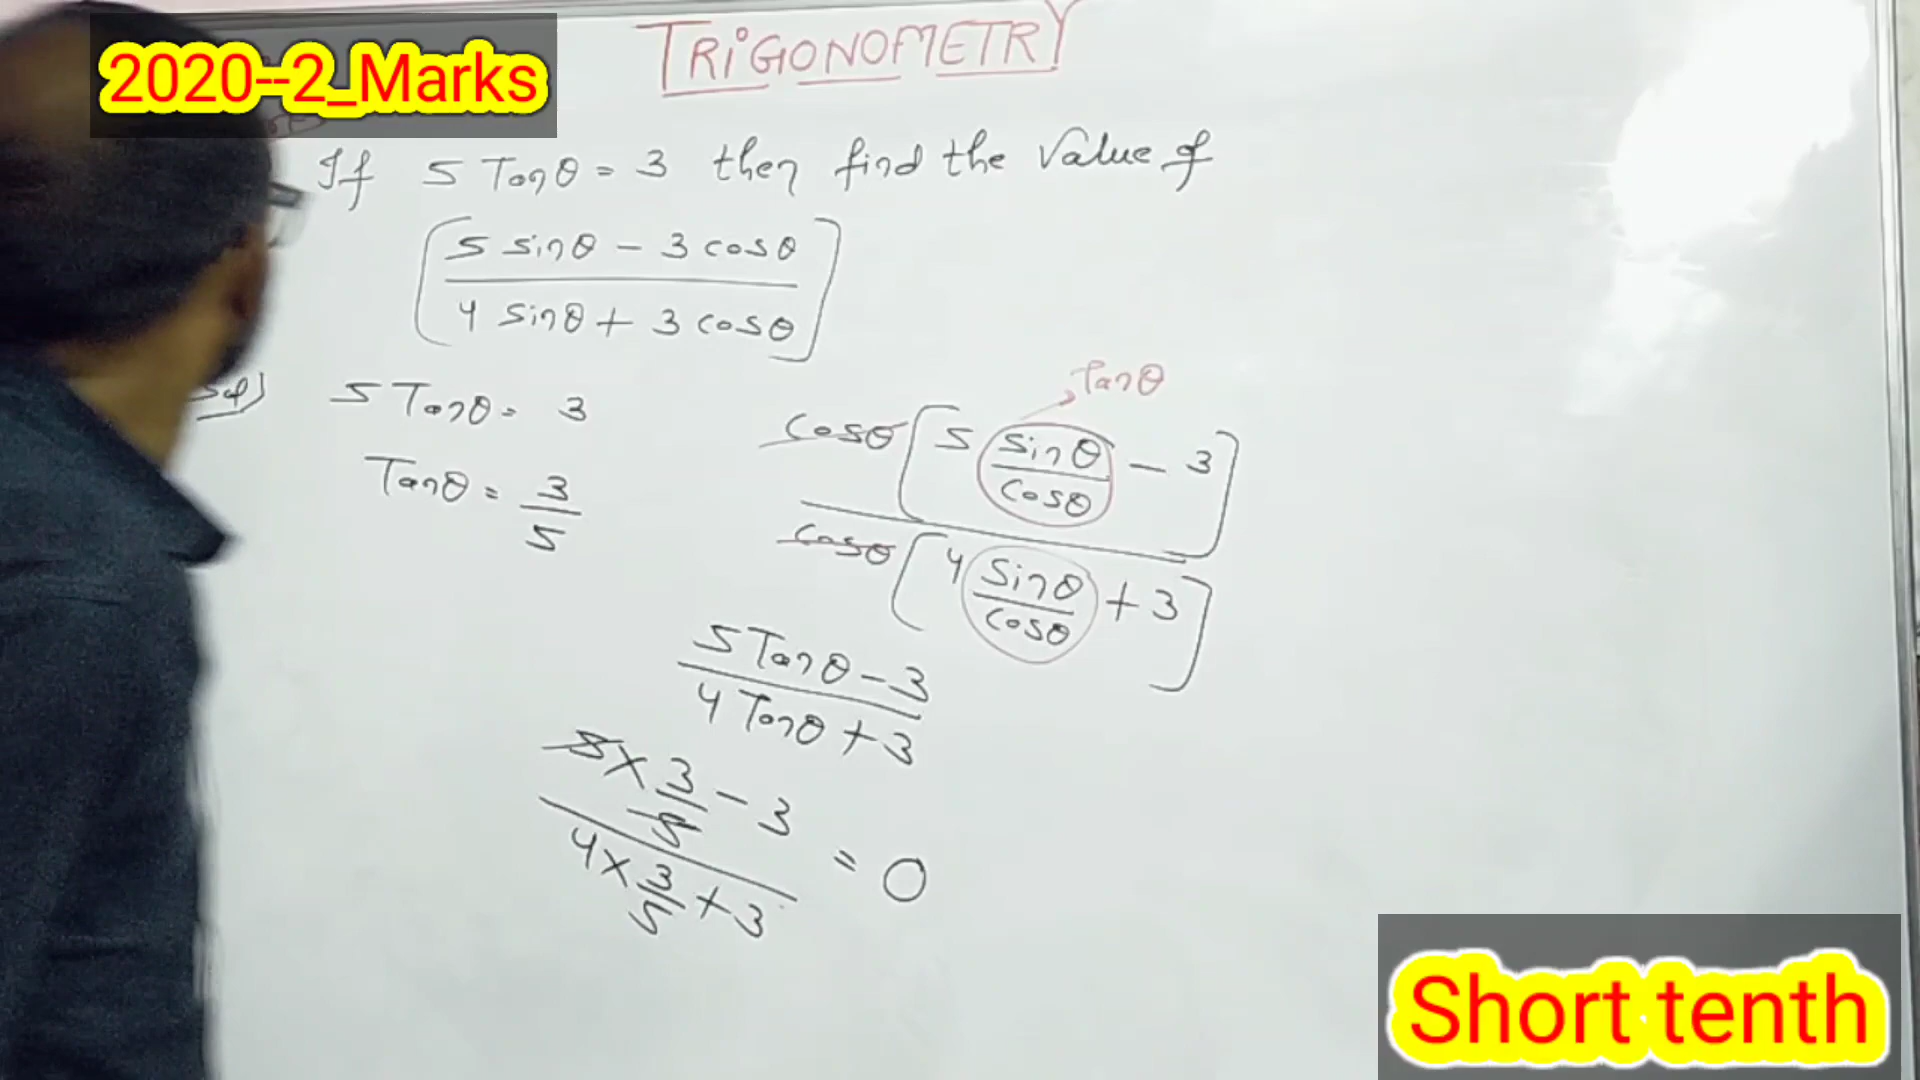 2020--2_Marks
TRIGONOMETRY
If 5 Tanθ = 3 then find the value of
[5 sinθ - 3 cosθ
4 sinθ + 3 cosθ]
Sol)
5 Tanθ = 3
Tanθ = 3/5
Tanθ
cosθ [5 sinθ/cosθ - 3]
cosθ [4 sinθ/cosθ + 3]
5 Tanθ - 3
4 Tanθ + 3
5 × 3/5 - 3
4 × 3/5 + 3
= 0
Short tenth